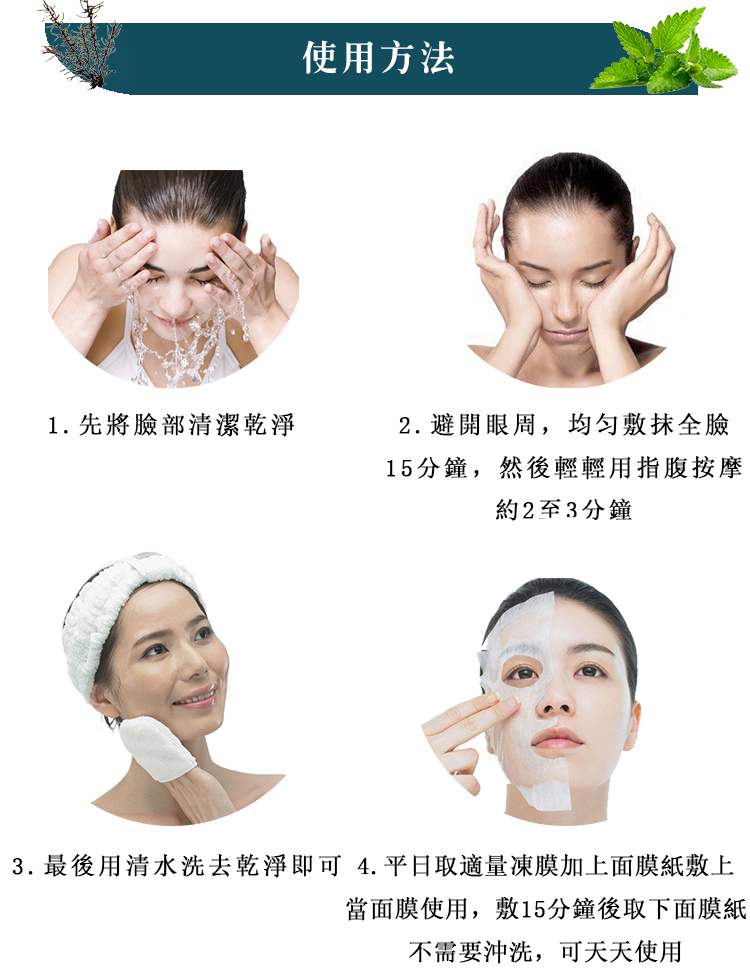 使用方法
1. 先將臉部清潔乾淨
2. 避開眼周，均勻敷抹全臉
15分鐘，然後輕輕用指腹按摩
約2至3分鐘
3. 最後用清水洗去乾淨即可
4. 平日取適量凍膜加上面膜紙敷上
當面膜使用，敷15分鐘後取下面膜紙
不需要沖洗，可天天使用